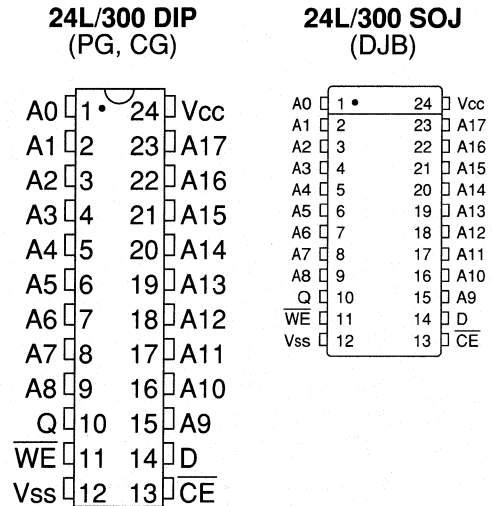 24L/300 DIP
(PG, CG)
A0 1 24 Vcc
A1 2 23 A17
A2 3 22 A16
A3 4 21 A15
A4 5 20 A14
A5 6 19 A13
A6 7 18 A12
A7 8 17 A11
A8 9 16 A10
Q 10 15 A9
W̅E̅ 11 14 D
Vss 12 13 C̅E̅
24L/300 SOJ
(DJB)
A0 1 24 Vcc
A1 2 23 A17
A2 3 22 A16
A3 4 21 A15
A4 5 20 A14
A5 6 19 A13
A6 7 18 A12
A7 8 17 A11
A8 9 16 A10
Q 10 15 A9
W̅E̅ 11 14 D
Vss 12 13 C̅E̅